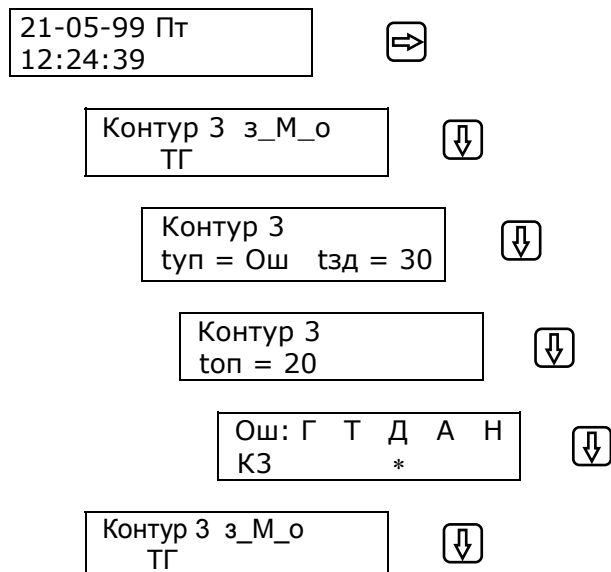 21-05-99 Пт
12:24:39
Контур 3 з_М_о
ТГ
Контур 3
tуп = Ош tзд = 30
Контур 3
tоп = 20
Ош: Г Т Д А Н
К3 *
Контур 3 з_М_о
ТГ